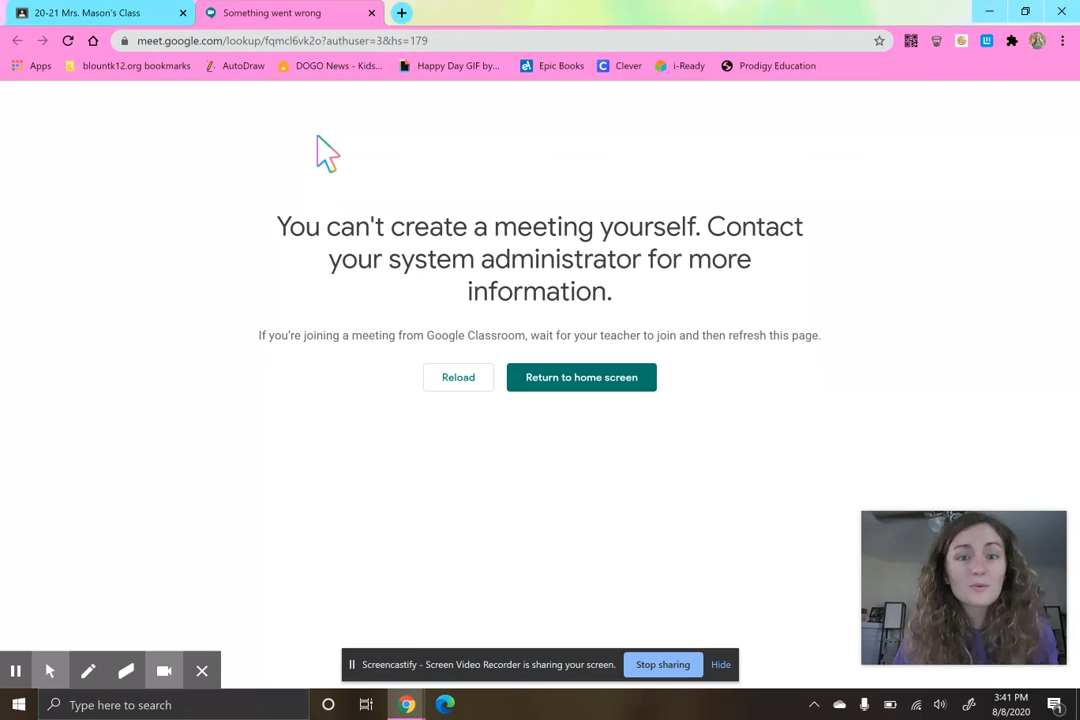 20-21 Mrs. Mason's Class
Something went wrong
meet.google.com/lookup/fqmcl6vk2o?authuser=3&hs=179
Apps
blountk12.org bookmarks
AutoDraw
DOGO News - Kids...
Happy Day GIF by...
Epic Books
Clever
i-Ready
Prodigy Education
You can't create a meeting yourself. Contact
your system administrator for more
information.
If you're joining a meeting from Google Classroom, wait for your teacher to join and then refresh this page.
Reload
Return to home screen
Screencastify - Screen Video Recorder is sharing your screen.
Stop sharing
Hide
Type here to search
3:41 PM
8/8/2020
1